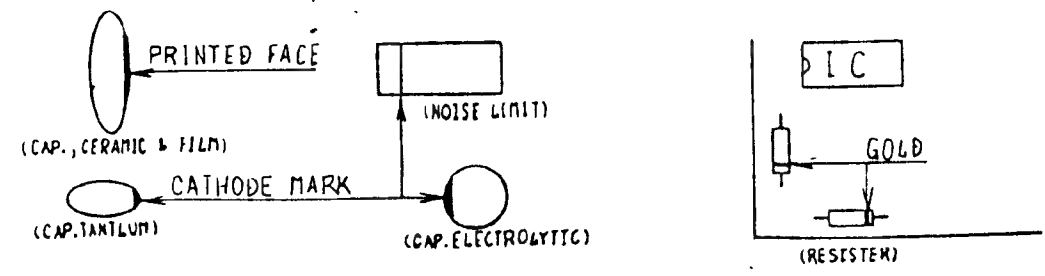 PRINTED FACE
(CAP., CERAMIC & FILM)
(NOISE LIMIT)
CATHODE MARK
(CAP.TANTLUM)
(CAP.ELECTROLYTIC)
IC
GOLD
(RESISTER)